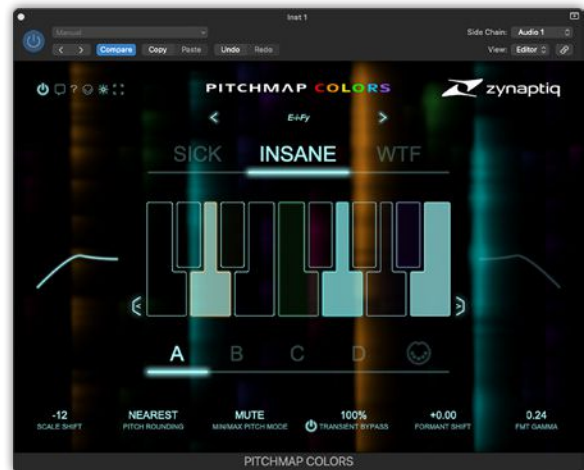 Inst 1
Manual
Side Chain: Audio 1
Compare Copy Paste Undo Redo
View: Editor
?
PITCHMAP COLORS
zynaptiq
< E-i-Fy >
SICK INSANE WTF
A B C D
-12 NEAREST MUTE 100% +0.00 0.24
SCALE SHIFT PITCH ROUNDING MIN/MAX PITCH MODE TRANSIENT BYPASS FORMANT SHIFT FMT GAMMA
PITCHMAP COLORS